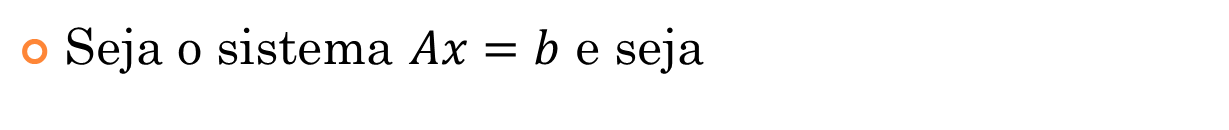 Seja o sistema Ax = b e seja